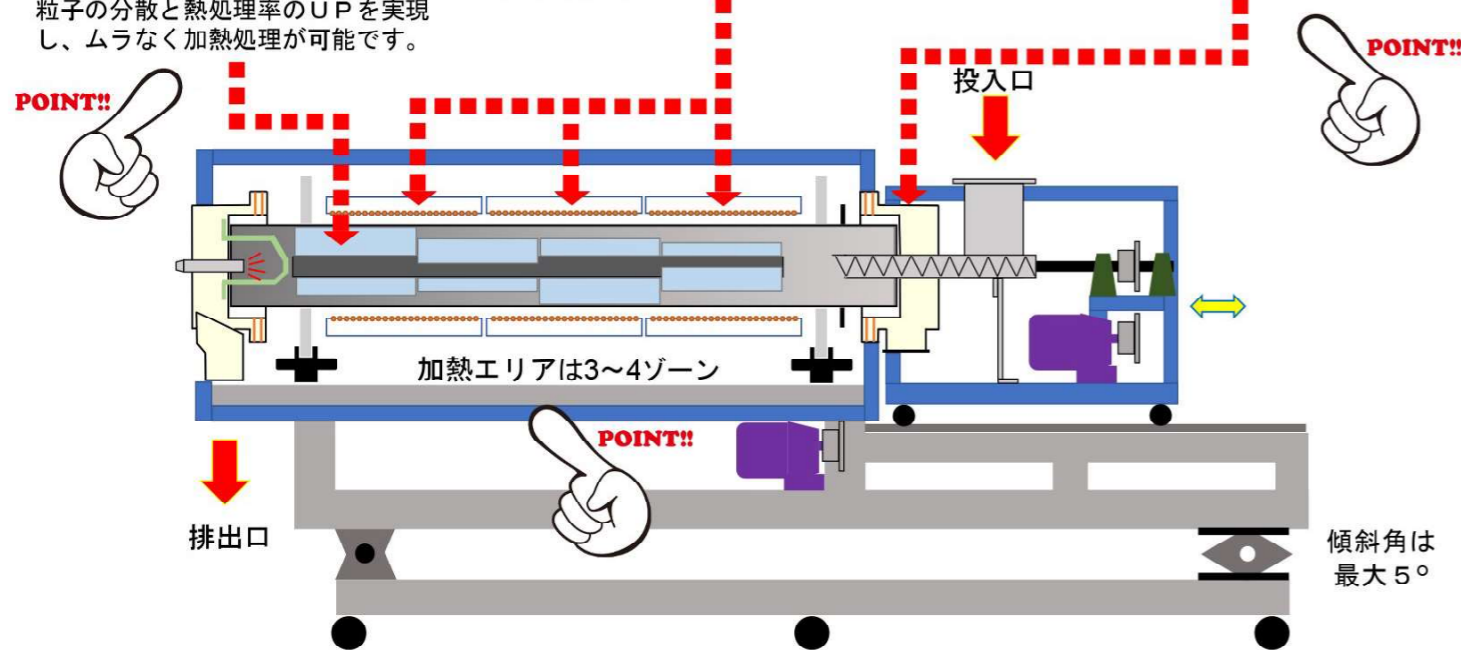 粒子の分散と熱処理率のＵＰを実現
し、ムラなく加熱処理が可能です。
POINT!!
POINT!!
投入口
加熱エリアは3～4ゾーン
POINT!!
排出口
傾斜角は
最大５°